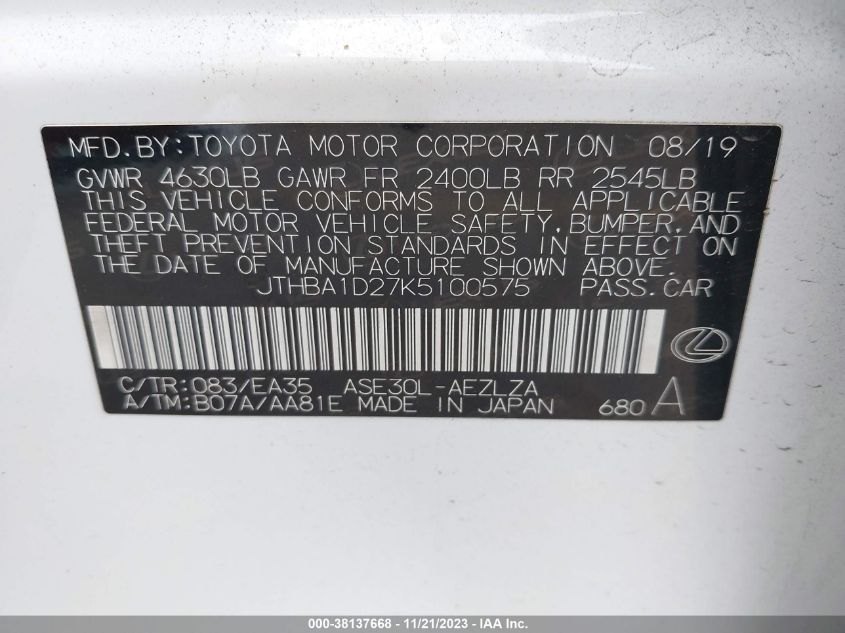 MFD.BY:TOYOTA MOTOR CORPORATION 08/19
GVWR 4630LB GAWR FR 2400LB RR 2545LB
THIS VEHICLE CONFORMS TO ALL APPLICABLE
FEDERAL MOTOR VEHICLE SAFETY,BUMPER,AND
THEFT PREVENTION STANDARDS IN EFFECT ON
THE DATE OF MANUFACTURE SHOWN ABOVE.
JTHBA1D27K5100575 PASS.CAR
C/TR:083/EA35 ASE30L-AEZLZA
A/TM:B07A/AA81E MADE IN JAPAN 680 A
000-38137668 - 11/21/2023 - IAA Inc.